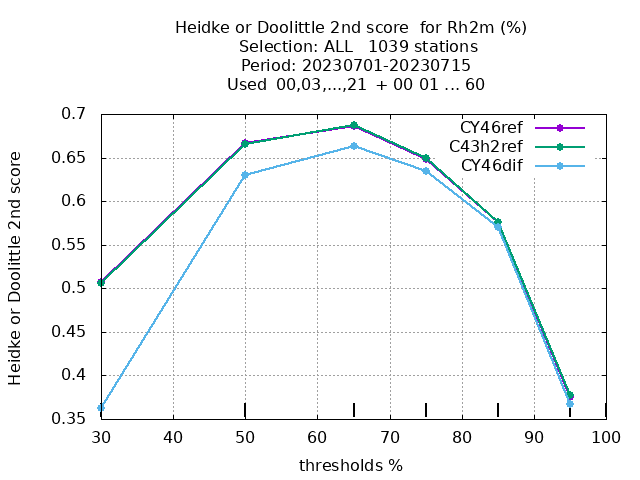 Heidke or Doolittle 2nd score  for Rh2m (%)
Selection: ALL   1039 stations
Period: 20230701-20230715
Used  00,03,...,21  + 00 01 ... 60
Heidke or Doolittle 2nd score
0.7
0.65
0.6
0.55
0.5
0.45
0.4
0.35
CY46ref
C43h2ref
CY46dif
30 40 50 60 70 80 90 100
thresholds %